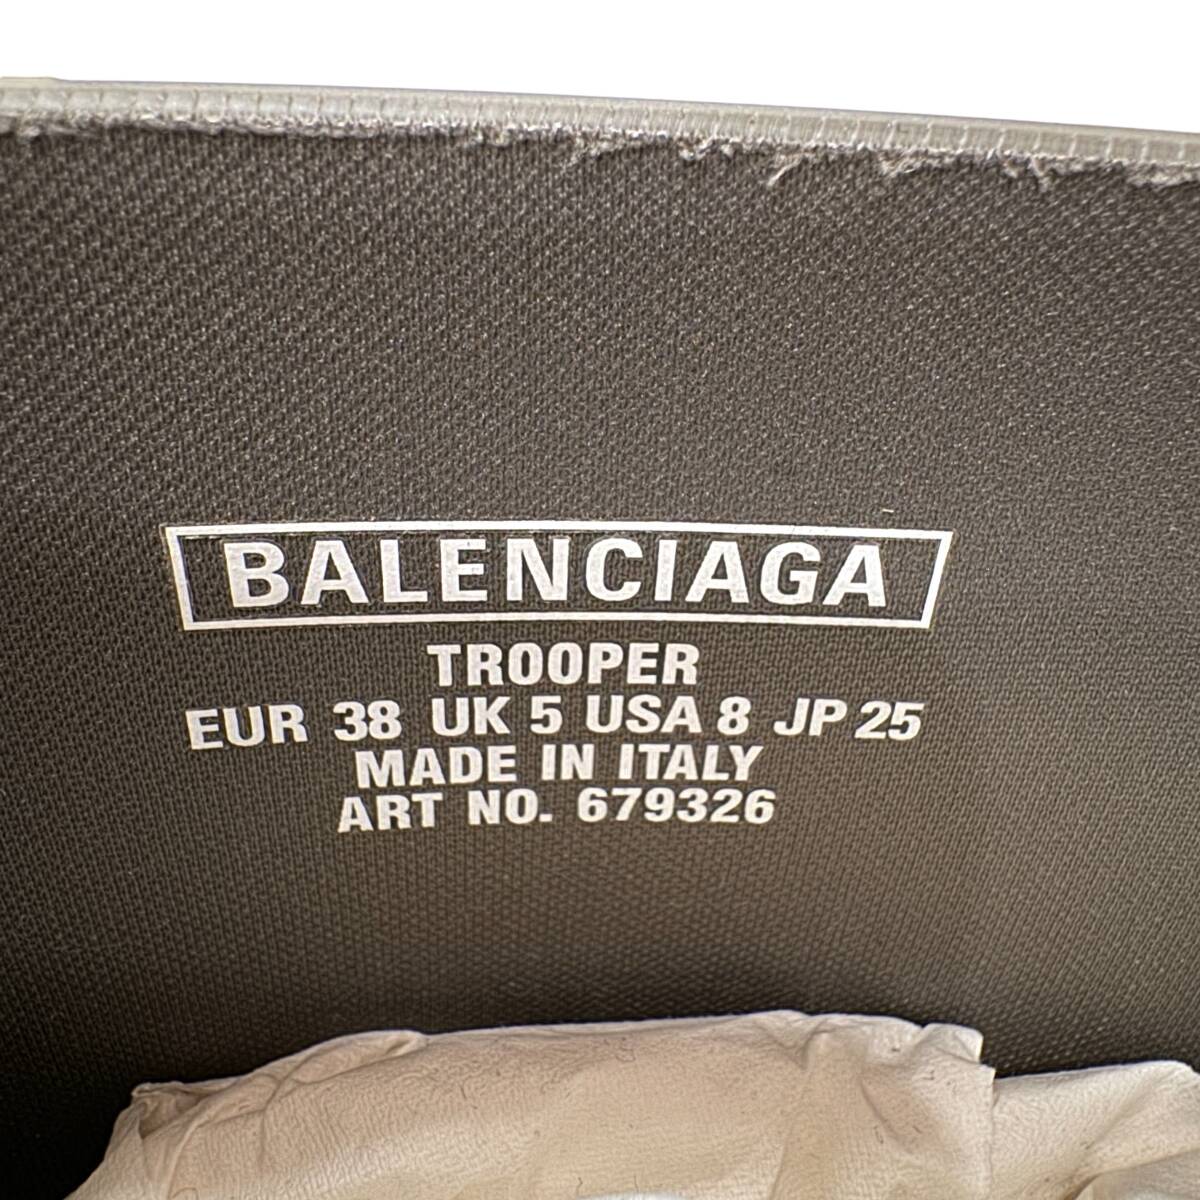 BALENCIAGA
TROOPER
EUR 38 UK 5 USA 8 JP 25
MADE IN ITALY
ART NO. 679326